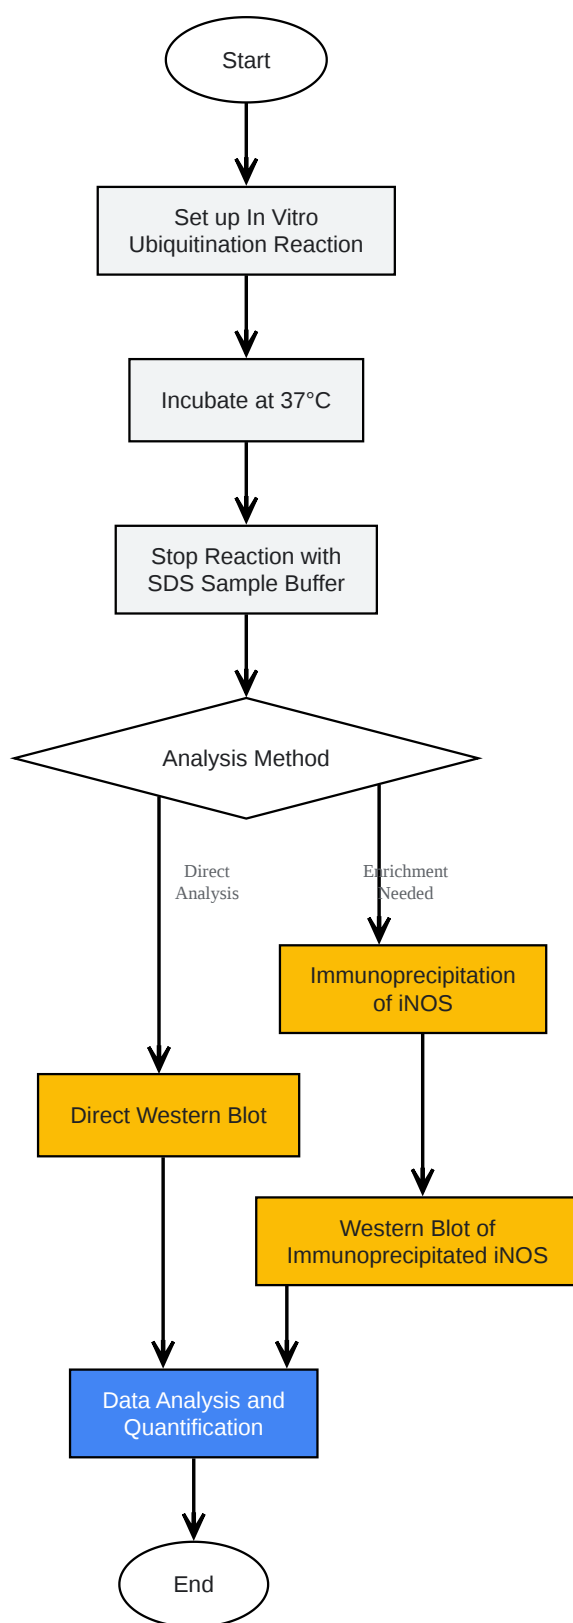 Start
Set up In Vitro
Ubiquitination Reaction
Incubate at 37°C
Stop Reaction with
SDS Sample Buffer
Analysis Method
Direct
Analysis
Enrichment
Needed
Immunoprecipitation
of iNOS
Direct Western Blot
Western Blot of
Immunoprecipitated iNOS
Data Analysis and
Quantification
End